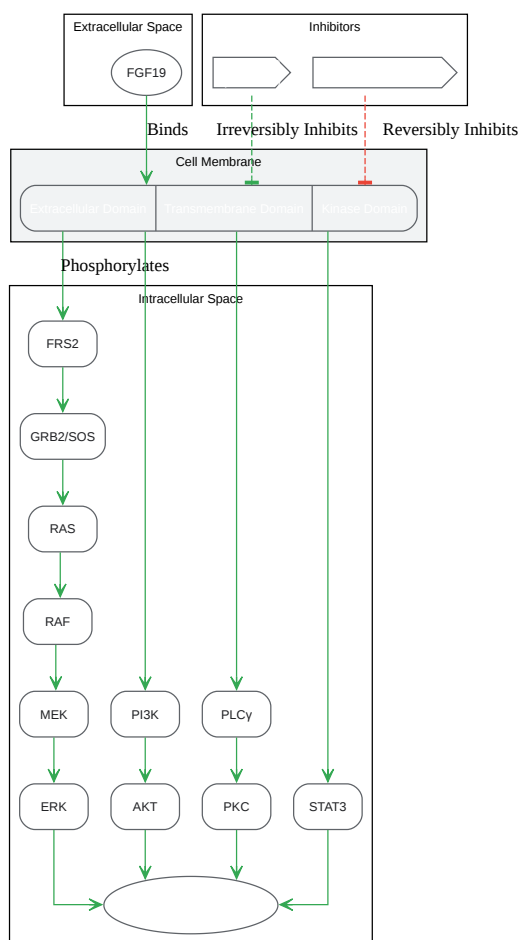 Extracellular Space
Inhibitors
FGF19
Binds
Irreversibly Inhibits
Reversibly Inhibits
Cell Membrane
Extracellular Domain
Transmembrane Domain
Kinase Domain
Phosphorylates
Intracellular Space
FRS2
GRB2/SOS
RAS
RAF
MEK
PI3K
PLCγ
ERK
AKT
PKC
STAT3